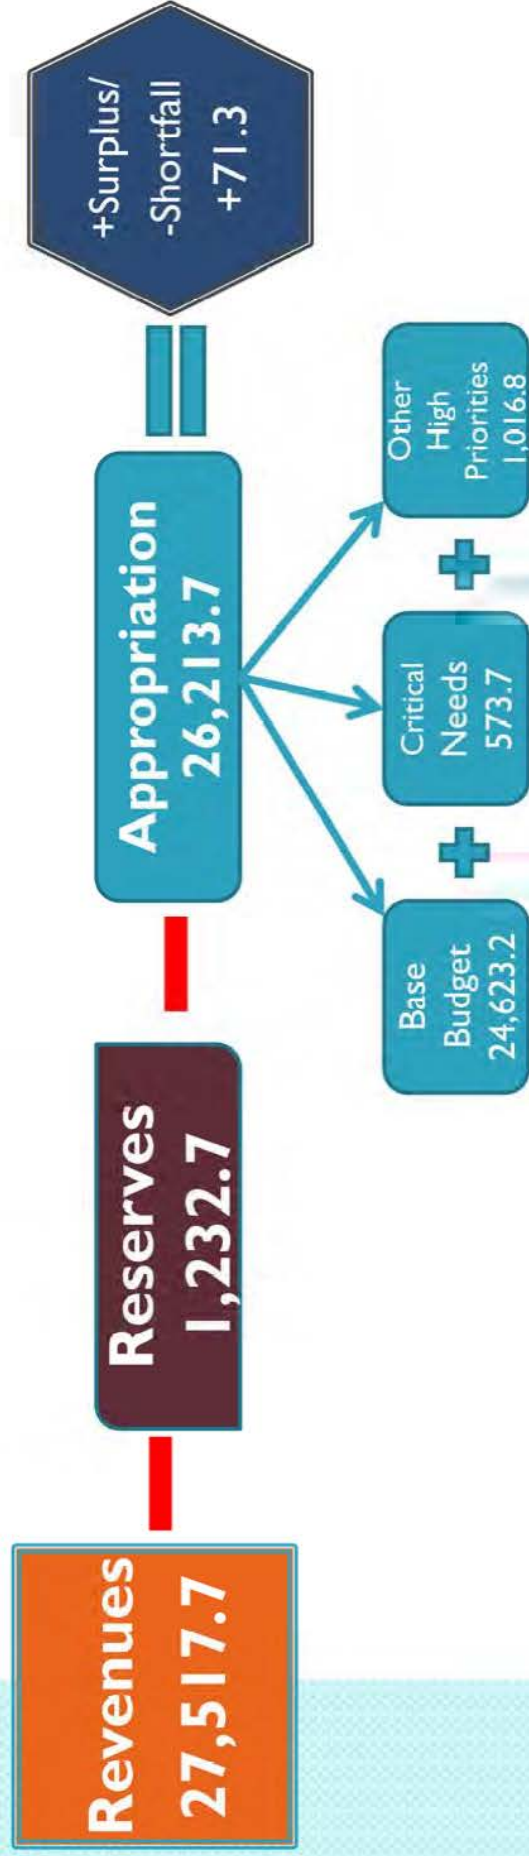 Revenues
27,517.7
Reserves
1,232.7
Appropriation
26,213.7
+Surplus/
-Shortfall
+71.3
Base
Budget
24,623.2
Critical
Needs
573.7
Other
High
Priorities
1,016.8